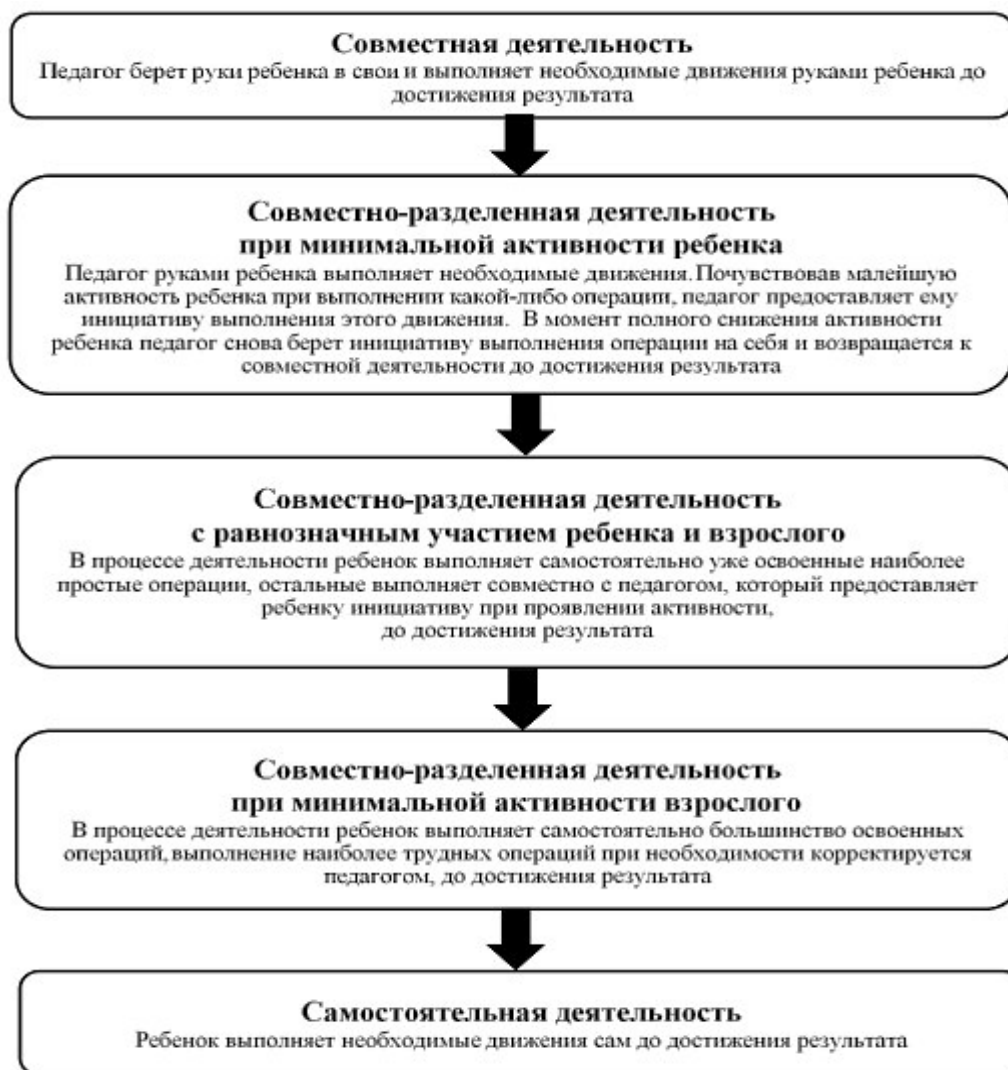 Совместная деятельность
Педагог берет руки ребенка в свои и выполняет необходимые движения руками ребенка до
достижения результата
Совместно-разделенная деятельность
при минимальной активности ребенка
Педагог руками ребенка выполняет необходимые движения. Почувствовав малейшую
активность ребенка при выполнении какой-либо операции, педагог предоставляет ему
инициативу выполнения этого движения. В момент полного снижения активности
ребенка педагог снова берет инициативу выполнения операции на себя и возвращается к
совместной деятельности до достижения результата
Совместно-разделенная деятельность
с равнозначным участием ребенка и взрослого
В процессе деятельности ребенок выполняет самостоятельно уже освоенные наиболее
простые операции, остальные выполняет совместно с педагогом, который предоставляет
ребенку инициативу при проявлении активности,
до достижения результата
Совместно-разделенная деятельность
при минимальной активности взрослого
В процессе деятельности ребенок выполняет самостоятельно большинство освоенных
операций, выполнение наиболее трудных операций при необходимости корректируется
педагогом, до достижения результата
Самостоятельная деятельность
Ребенок выполняет необходимые движения сам до достижения результата